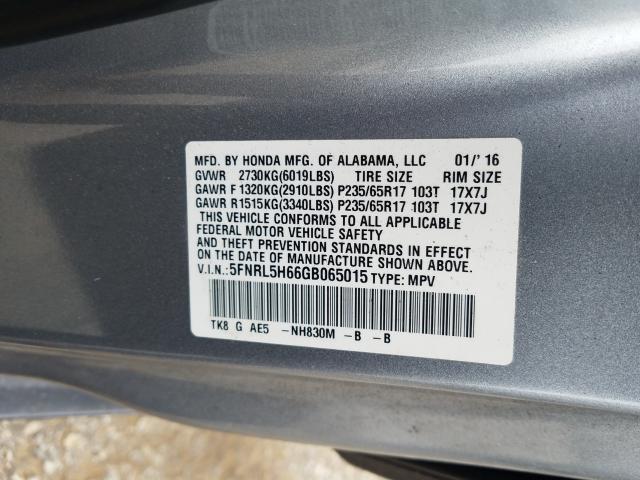 MFD. BY HONDA MFG. OF ALABAMA, LLC 01/' 16
GVWR 2730KG(6019LBS) TIRE SIZE RIM SIZE
GAWR F 1320KG(2910LBS) P235/65R17 103T 17X7J
GAWR R1515KG(3340LBS) P235/65R17 103T 17X7J
THIS VEHICLE CONFORMS TO ALL APPLICABLE
FEDERAL MOTOR VEHICLE SAFETY
AND THEFT PREVENTION STANDARDS IN EFFECT
ON THE DATE OF MANUFACTURE SHOWN ABOVE.
V.I.N.:5FNRL5H66GB065015 TYPE: MPV
TK8 G AE5 -NH830M -B -B